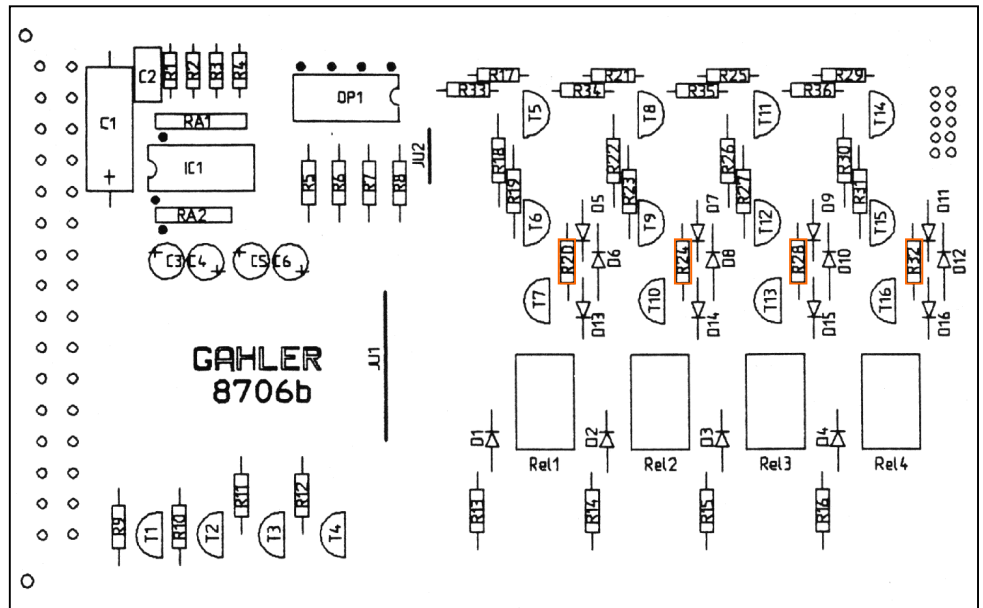 C2
R1
R2
R3
R4
R17
R21
R25
R29
R33
R34
R35
R36
C1
OP1
T5
T8
T11
T14
RA1
JU2
IC1
R5
R6
R7
R8
R18
R22
R26
R30
R19
R23
R27
R31
RA2
T6
T9
T12
T15
D5
D7
D9
D11
C3
C4
C5
C6
R20
R24
R28
R32
D6
D8
D10
D12
T7
T10
T13
T16
D13
D14
D15
D16
GAHLER
8706b
JU1
D1
D2
D3
D4
Rel1
Rel2
Rel3
Rel4
R13
R14
R15
R16
R11
R12
R9
T1
R10
T2
T3
T4